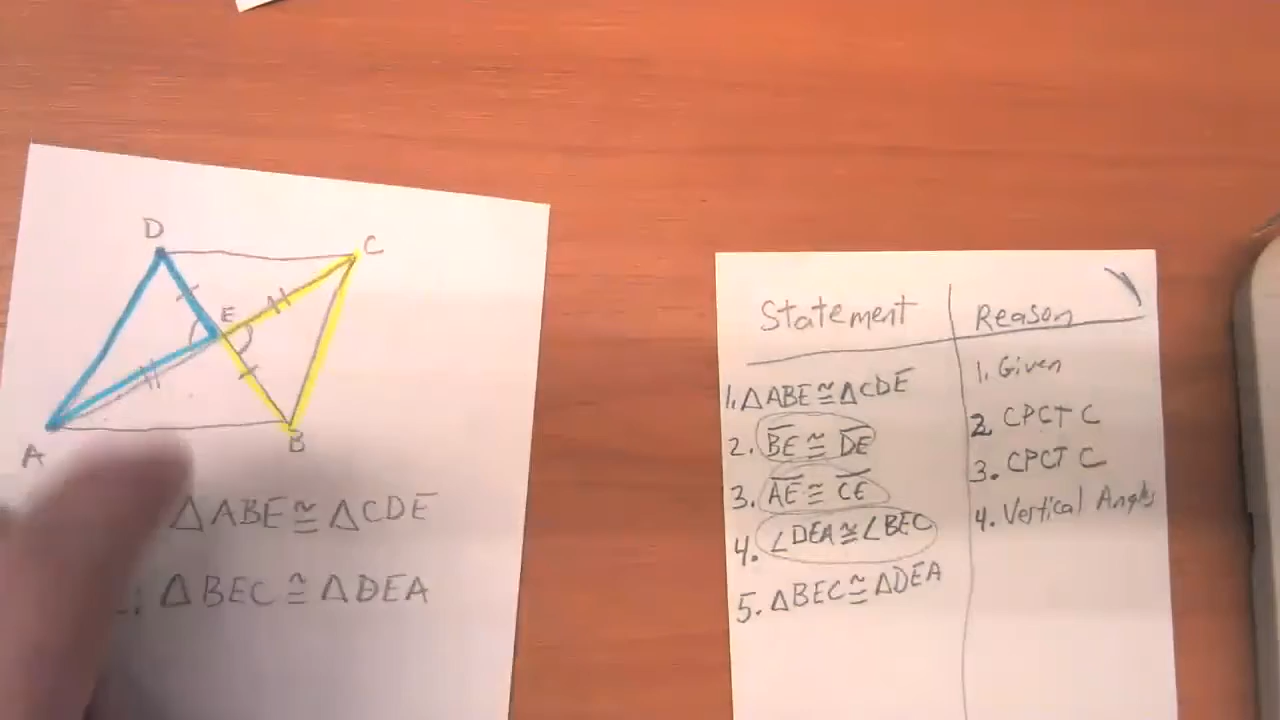 D
C
E
A
B
△ABE ≅ △CDE
△BEC ≅ △DEA
Statement
Reason
1. △ABE ≅ △CDE
1. Given
2. BE ≅ DE
2. CPCTC
3. AE ≅ CE
3. CPCTC
4. ∠DEA ≅ ∠BEC
4. Vertical Angles
5. △BEC ≅ △DEA